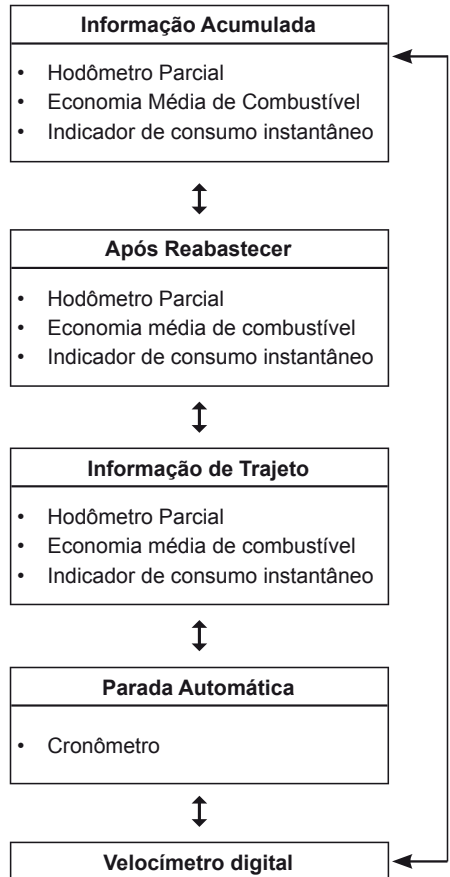 Informação Acumulada
• Hodômetro Parcial
• Economia Média de Combustível
• Indicador de consumo instantâneo
Após Reabastecer
• Hodômetro Parcial
• Economia média de combustível
• Indicador de consumo instantâneo
Informação de Trajeto
• Hodômetro Parcial
• Economia média de combustível
• Indicador de consumo instantâneo
Parada Automática
• Cronômetro
Velocímetro digital